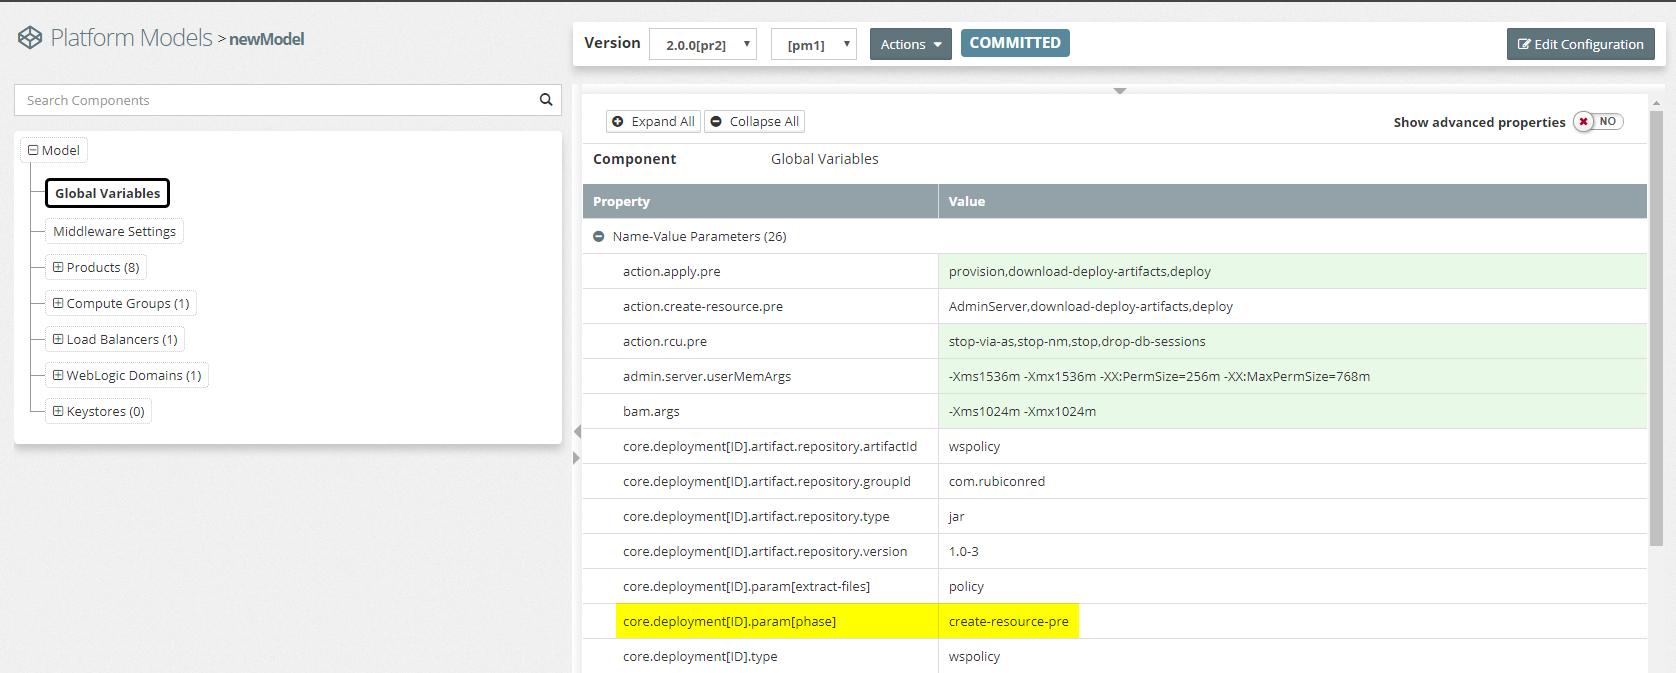 Platform Models > newModel
Version 2.0.0[pr2] [pm1] Actions COMMITTED Edit Configuration
Search Components
Model
Global Variables
Middleware Settings
Products (8)
Compute Groups (1)
Load Balancers (1)
WebLogic Domains (1)
Keystores (0)
Expand All Collapse All Show advanced properties NO
Component Global Variables
Property Value
Name-Value Parameters (26)
action.apply.pre provision,download-deploy-artifacts,deploy
action.create-resource.pre AdminServer,download-deploy-artifacts,deploy
action.rcu.pre stop-via-as,stop-nm,stop,drop-db-sessions
admin.server.userMemArgs -Xms1536m -Xmx1536m -XX:PermSize=256m -XX:MaxPermSize=768m
bam.args -Xms1024m -Xmx1024m
core.deployment[ID].artifact.repository.artifactId wspolicy
core.deployment[ID].artifact.repository.groupId com.rubiconred
core.deployment[ID].artifact.repository.type jar
core.deployment[ID].artifact.repository.version 1.0-3
core.deployment[ID].param[extract-files] policy
core.deployment[ID].param[phase] create-resource-pre
core.deployment[ID].type wspolicy